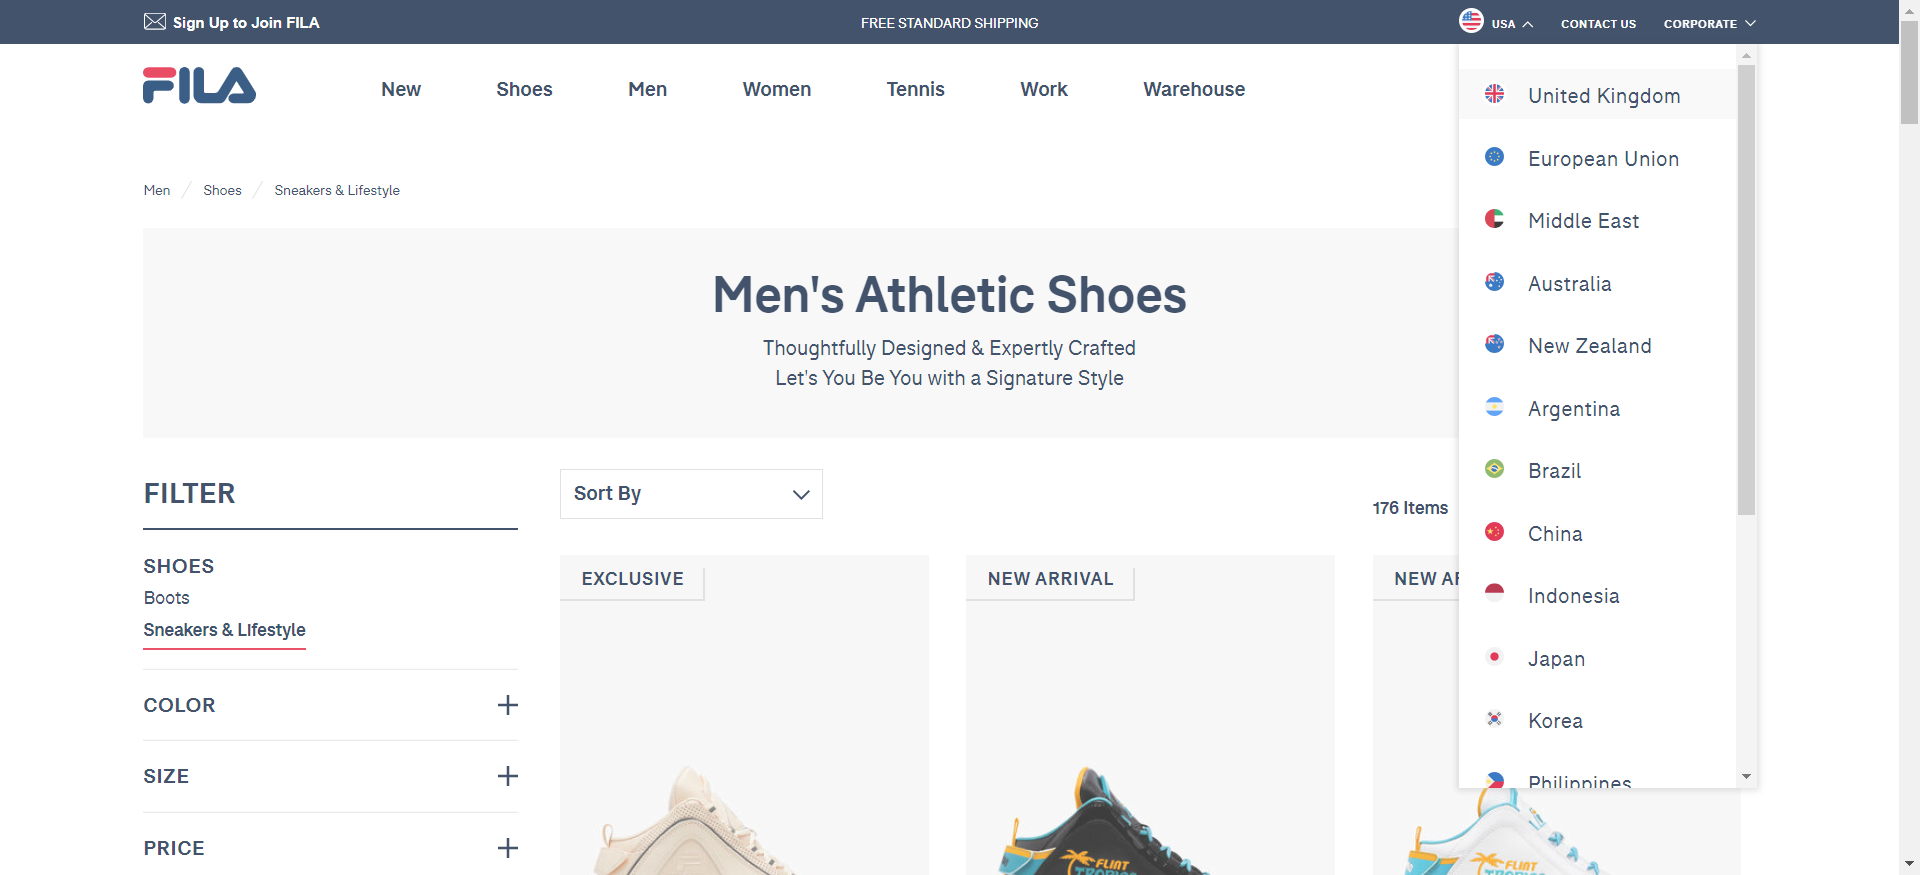 Sign Up to Join FILA
FREE STANDARD SHIPPING
USA
CONTACT US
CORPORATE
FILA
New
Shoes
Men
Women
Tennis
Work
Warehouse
Men / Shoes / Sneakers & Lifestyle
Men's Athletic Shoes
Thoughtfully Designed & Expertly Crafted
Let's You Be You with a Signature Style
United Kingdom
European Union
Middle East
Australia
New Zealand
Argentina
Brazil
China
Indonesia
Japan
Korea
Philippines
FILTER
SHOES
Boots
Sneakers & Lifestyle
COLOR
SIZE
PRICE
Sort By
176 Items
EXCLUSIVE
NEW ARRIVAL
NEW
FLINT
TROPICS
FLINT